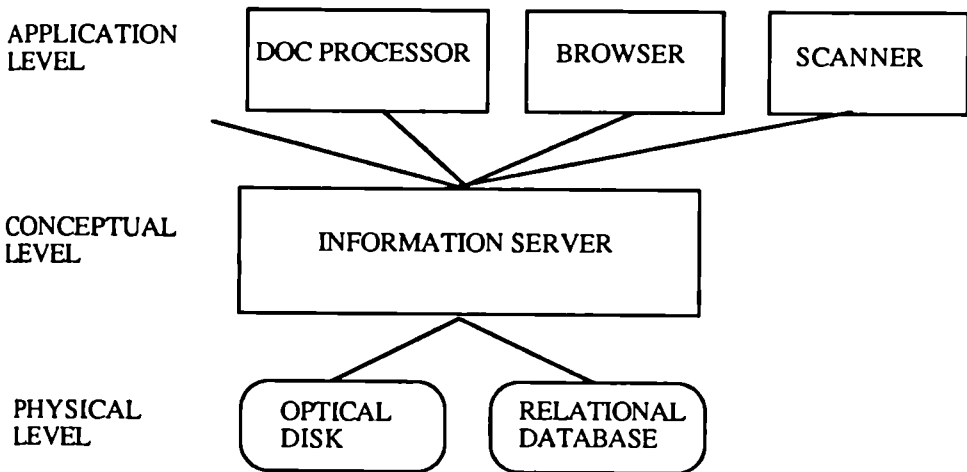 APPLICATION
LEVEL
DOC PROCESSOR
BROWSER
SCANNER
CONCEPTUAL
LEVEL
INFORMATION SERVER
PHYSICAL
LEVEL
OPTICAL
DISK
RELATIONAL
DATABASE